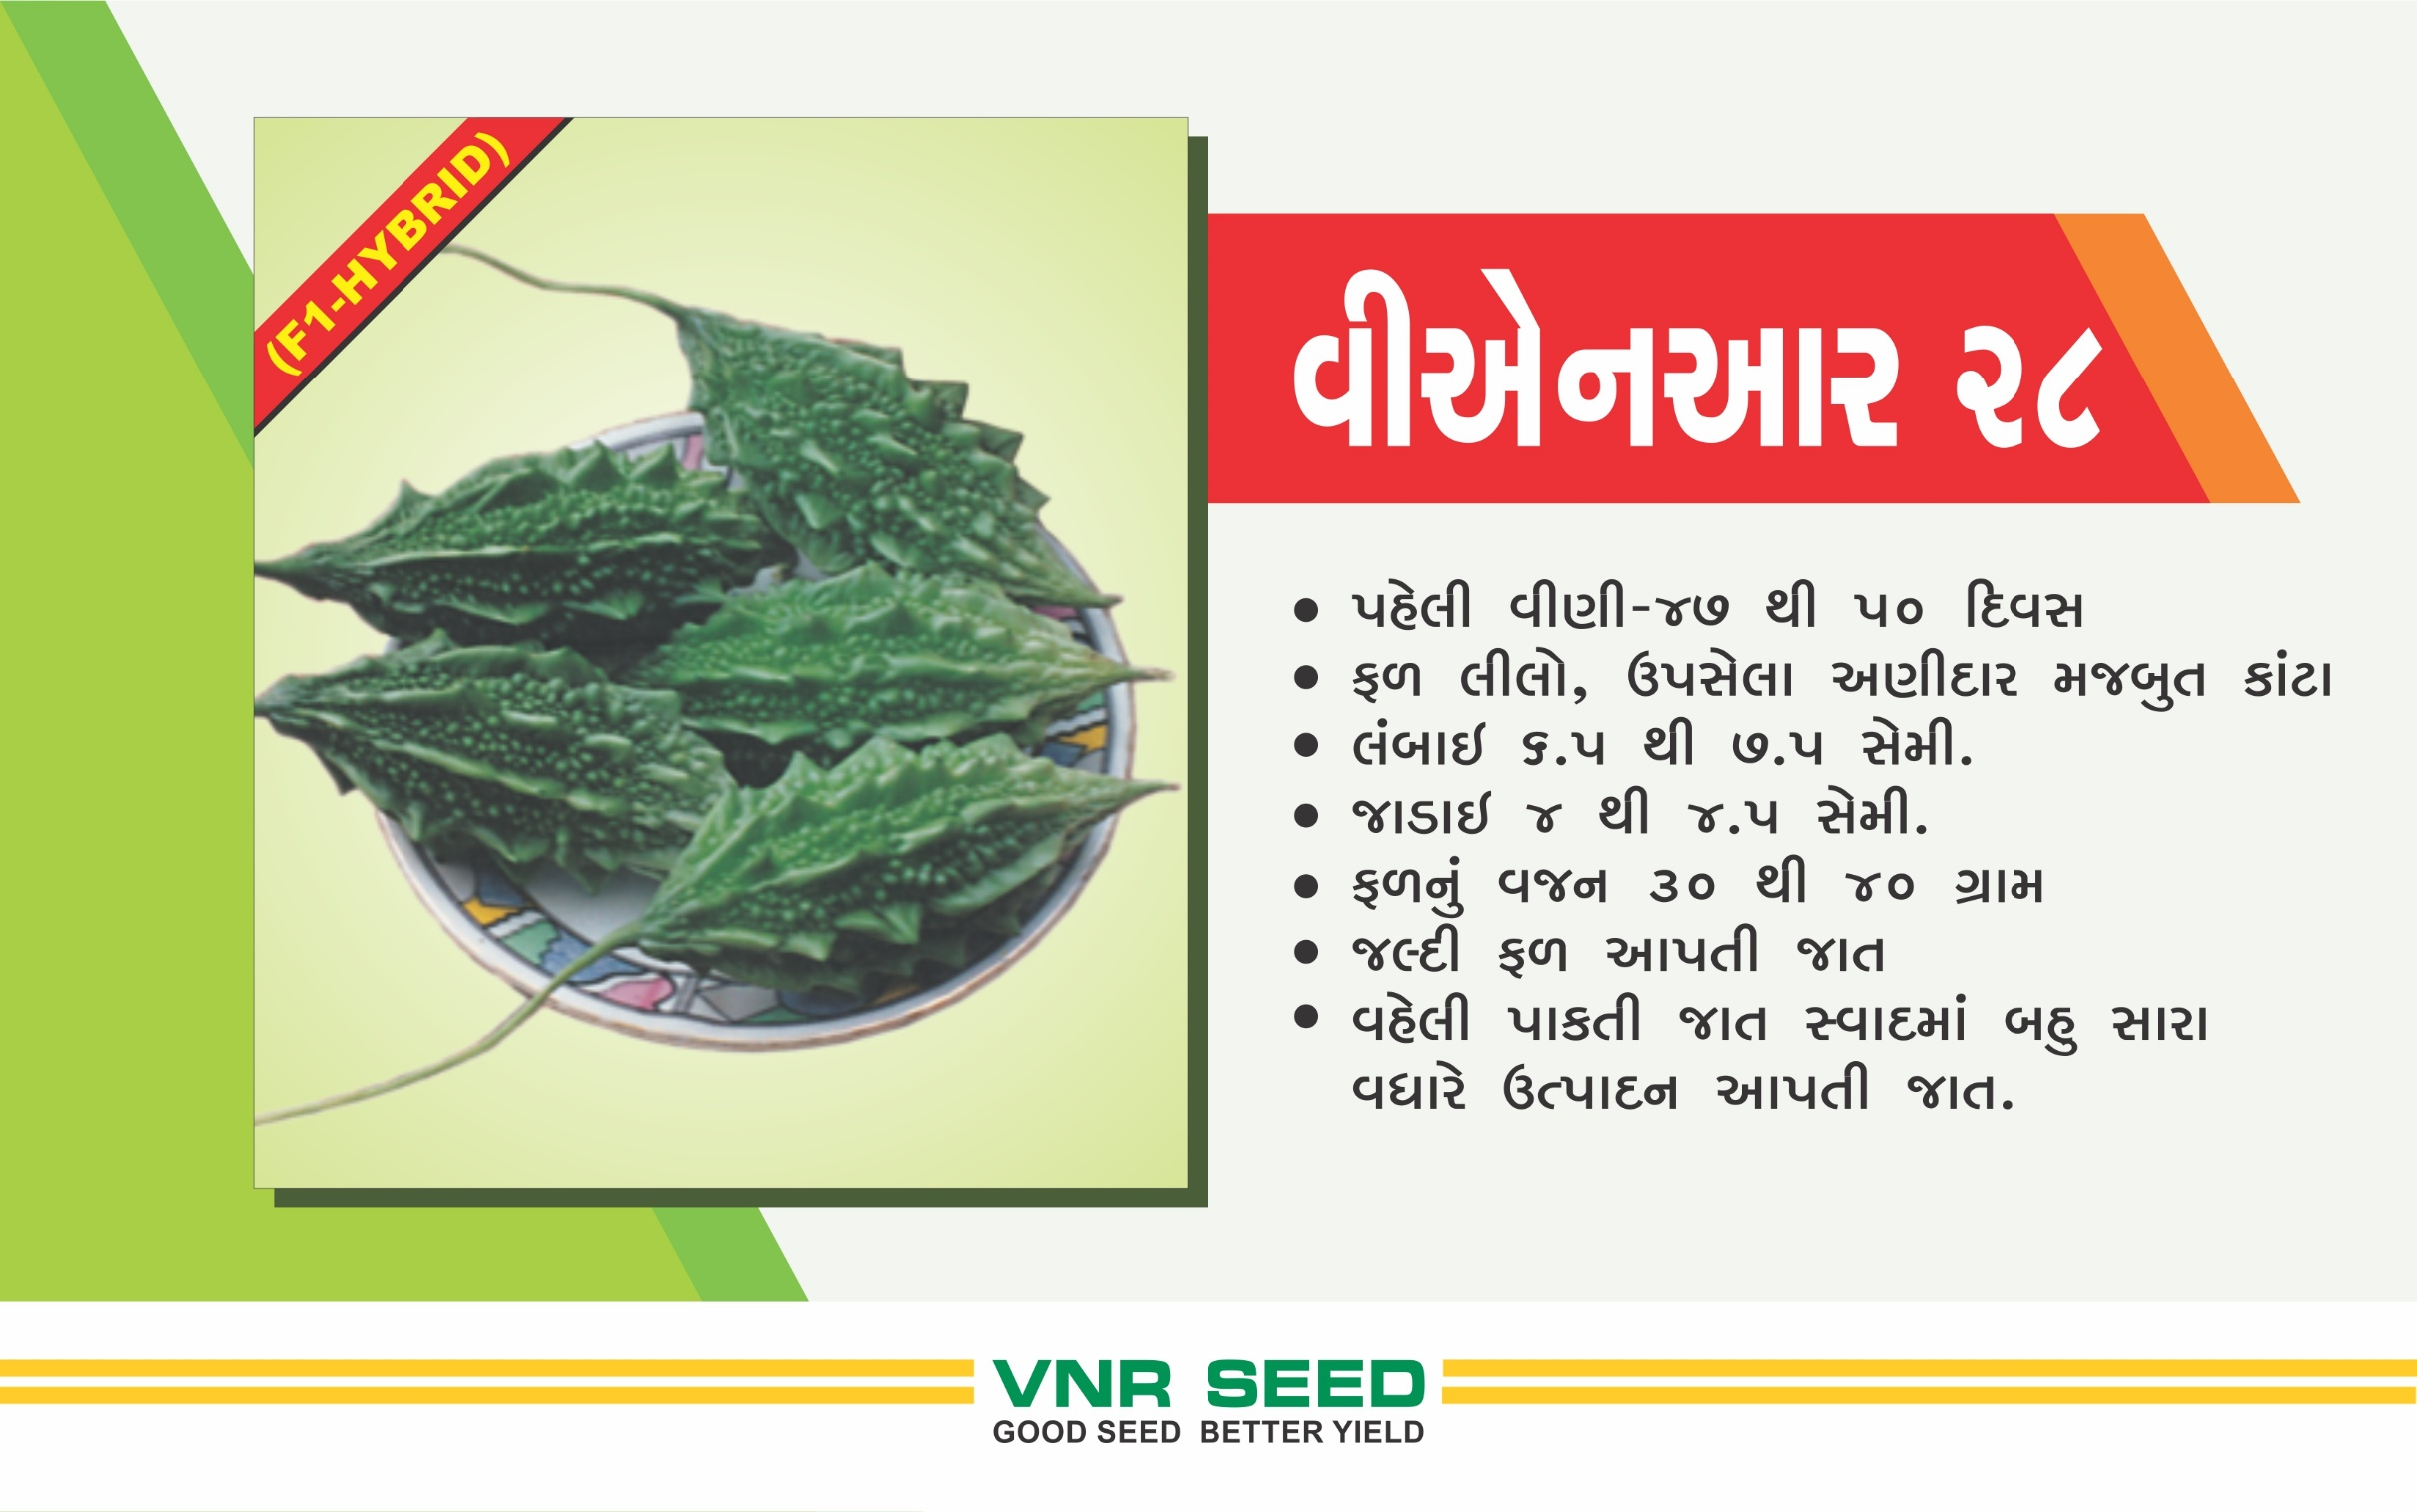 (F1-HYBRID)
વીએનઆર ૨૮
• પહેલી વીણી-૪૭ થી ૫૦ દિવસ
• ફળ લીલો, ઉપસેલા અણીદાર મજબુત કાંટા
• લંબાઇ ૬.૫ થી ૭.૫ સેમી.
• જાડાઇ ૪ થી ૪.૫ સેમી.
• ફળનું વજન ૩૦ થી ૪૦ ગ્રામ
• જલ્દી ફળ આપતી જાત
• વહેલી પાકતી જાત સ્વાદમાં બહુ સારા
વધારે ઉત્પાદન આપતી જાત.
VNR SEED
GOOD SEED BETTER YIELD